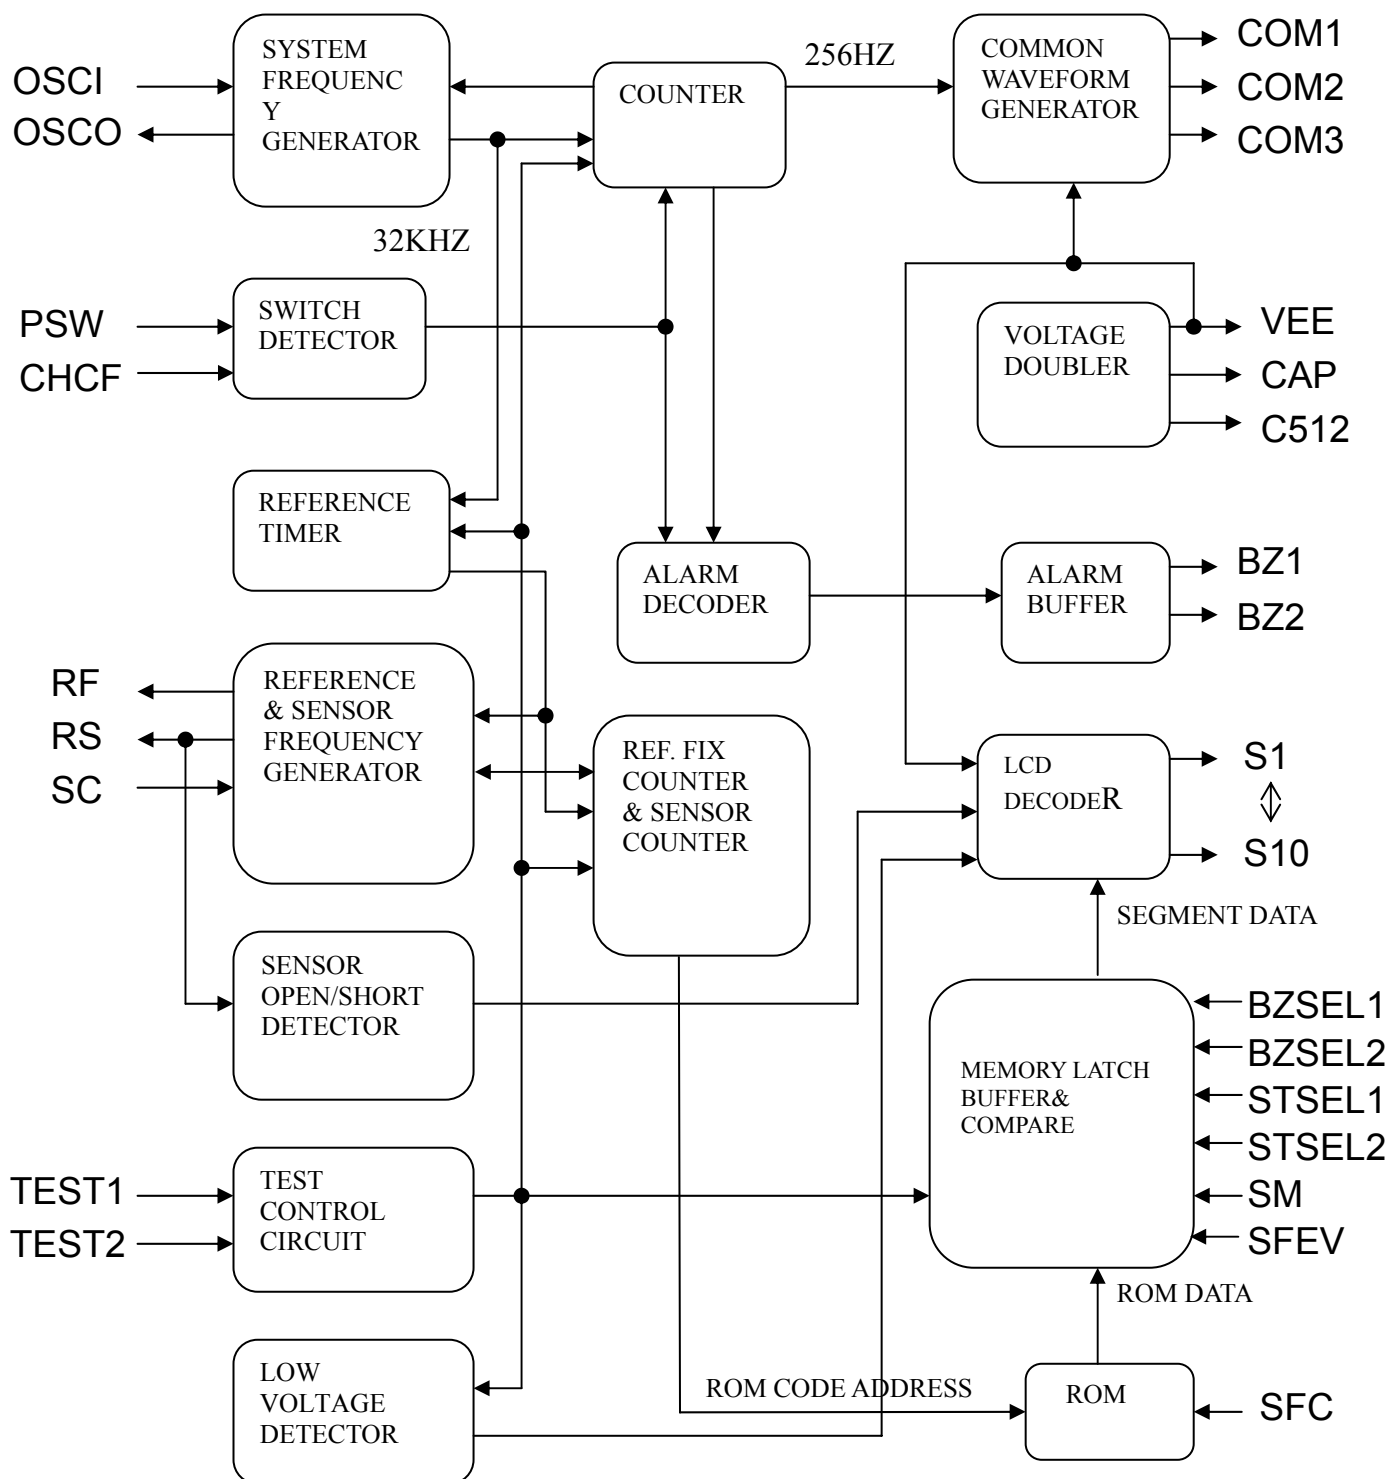 OSCI
OSCO
SYSTEM
FREQUENC
Y
GENERATOR
COUNTER
256HZ
COMMON
WAVEFORM
GENERATOR
COM1
COM2
COM3
32KHZ
PSW
CHCF
SWITCH
DETECTOR
VOLTAGE
DOUBLER
VEE
CAP
C512
REFERENCE
TIMER
ALARM
DECODER
ALARM
BUFFER
BZ1
BZ2
RF
RS
SC
REFERENCE
& SENSOR
FREQUENCY
GENERATOR
REF. FIX
COUNTER
& SENSOR
COUNTER
LCD
DECODER
S1
S10
SEGMENT DATA
SENSOR
OPEN/SHORT
DETECTOR
MEMORY LATCH
BUFFER&
COMPARE
BZSEL1
BZSEL2
STSEL1
STSEL2
SM
SFEV
TEST1
TEST2
TEST
CONTROL
CIRCUIT
ROM DATA
LOW
VOLTAGE
DETECTOR
ROM CODE ADDRESS
ROM
SFC